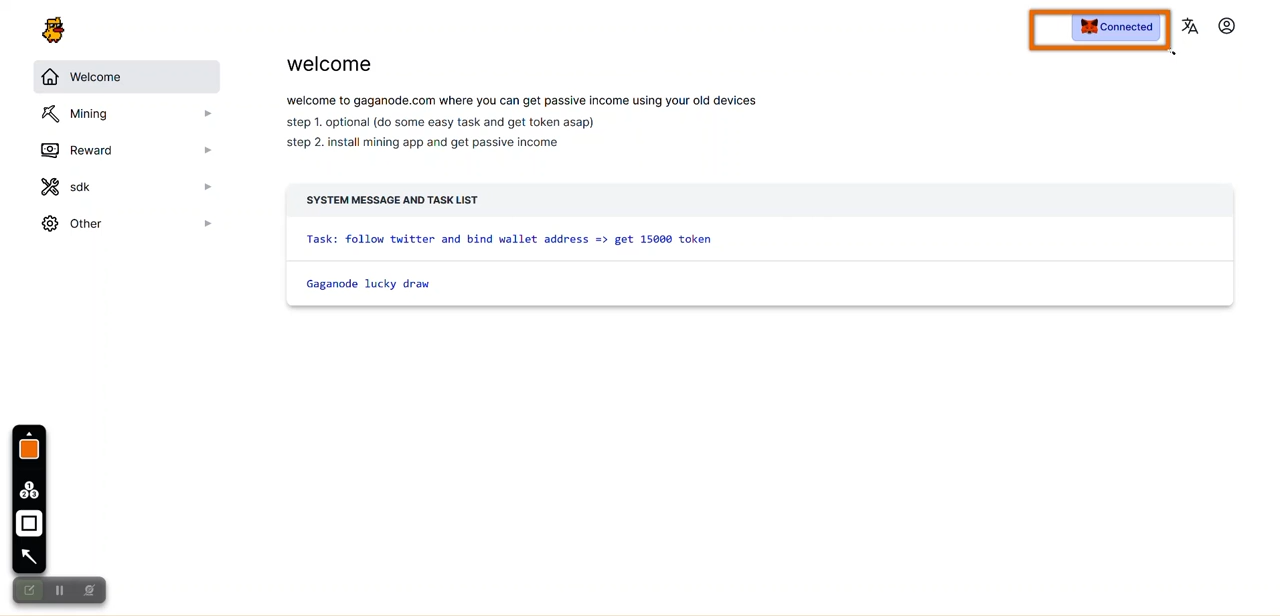 Connected
Welcome
Mining
Reward
sdk
Other
welcome
welcome to gaganode.com where you can get passive income using your old devices
step 1. optional (do some easy task and get token asap)
step 2. install mining app and get passive income
SYSTEM MESSAGE AND TASK LIST
Task: follow twitter and bind wallet address => get 15000 token
Gaganode lucky draw
1
2 3